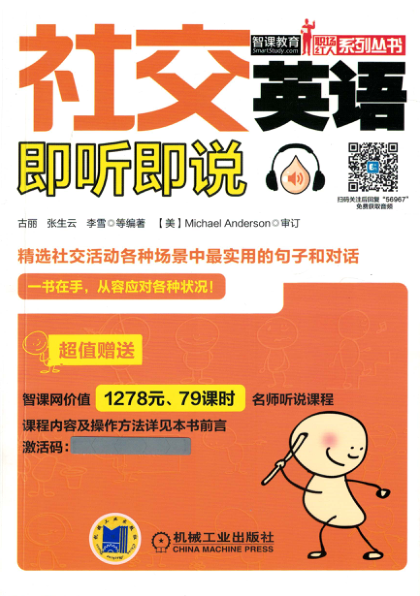 智课教育
SmartStudy.com
职场红人系列丛书
社交
英语
即听即说
扫码关注后回复“56967”
免费获取音频
古丽 张生云 李雪◎等编著 【美】Michael Anderson◎审订
精选社交活动各种场景中最实用的句子和对话
一书在手，从容应对各种状况！
超值赠送
智课网价值 1278元、79课时 名师听说课程
课程内容及操作方法详见本书前言
激活码：
机械工业出版社
CHINA MACHINE PRESS